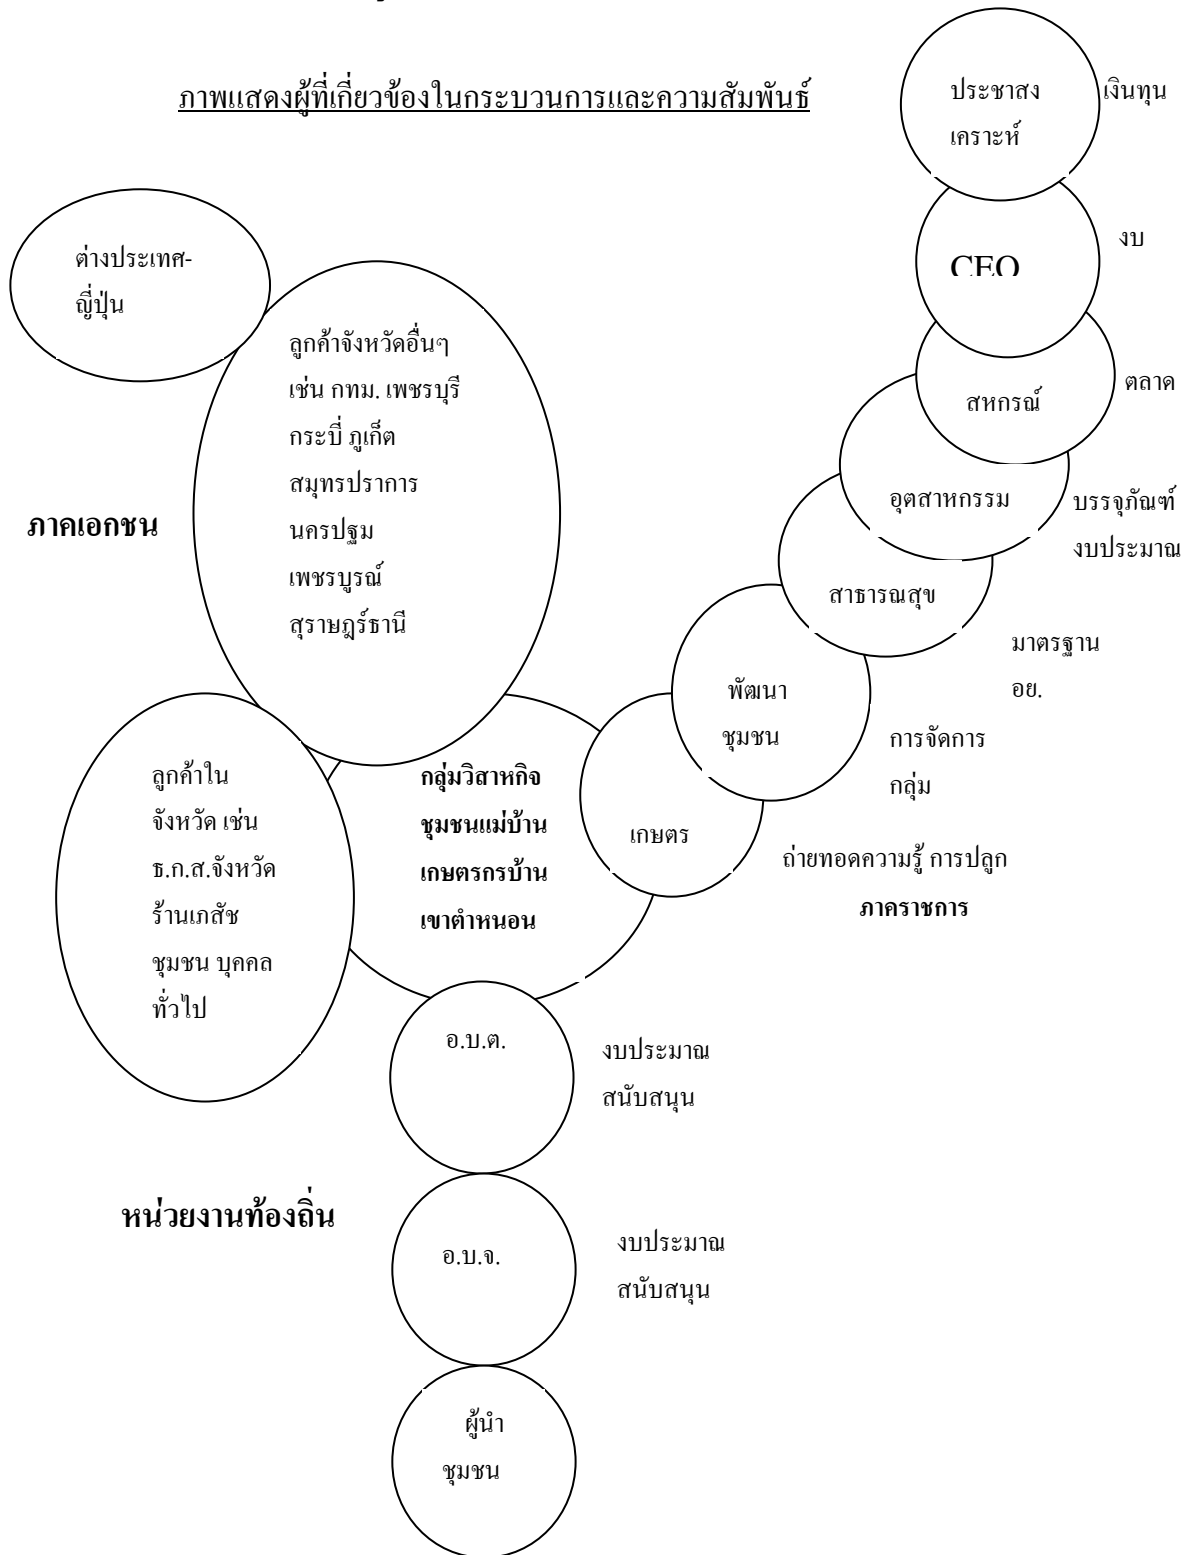 ภาพแสดงผู้ที่เกี่ยวข้องในกระบวนการและความสัมพันธ์
ประชาสง
เคราะห์
เงินทุน
CEO
งบ
สหกรณ์
ตลาด
อุตสาหกรรม
บรรจุภัณฑ์
งบประมาณ
สาธารณสุข
มาตรฐาน
อย.
พัฒนา
ชุมชน
การจัดการ
กลุ่ม
เกษตร
ถ่ายทอดความรู้ การปลูก
ภาคราชการ
ต่างประเทศ-
ญี่ปุ่น
ลูกค้าจังหวัดอื่นๆ
เช่น กทม. เพชรบุรี
กระบี่ ภูเก็ต
สมุทรปราการ
นครปฐม
เพชรบูรณ์
สุราษฎร์ธานี
ภาคเอกชน
ลูกค้าใน
จังหวัด เช่น
ธ.ก.ส.จังหวัด
ร้านเภสัช
ชุมชน บุคคล
ทั่วไป
กลุ่มวิสาหกิจ
ชุมชนแม่บ้าน
เกษตรกรบ้าน
เขาตำหนอน
อ.บ.ต.
งบประมาณ
สนับสนุน
หน่วยงานท้องถิ่น
อ.บ.จ.
งบประมาณ
สนับสนุน
ผู้นำ
ชุมชน